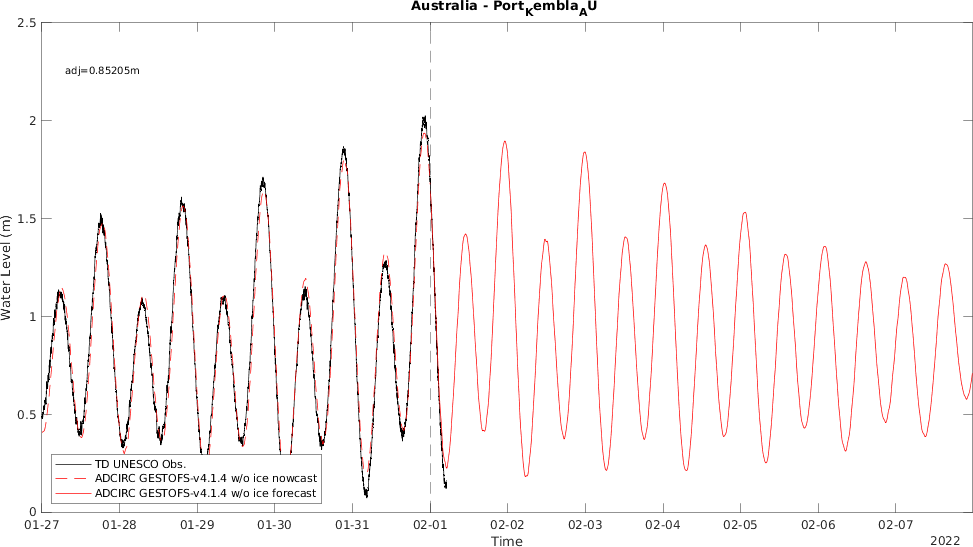 Australia - PortKemblaAU
adj=0.85205m
Water Level (m)
2.5
2
1.5
1
0.5
0
TD UNESCO Obs.
ADCIRC GESTOFS-v4.1.4 w/o ice nowcast
ADCIRC GESTOFS-v4.1.4 w/o ice forecast
01-27 01-28 01-29 01-30 01-31 02-01 02-02 02-03 02-04 02-05 02-06 02-07
Time
2022